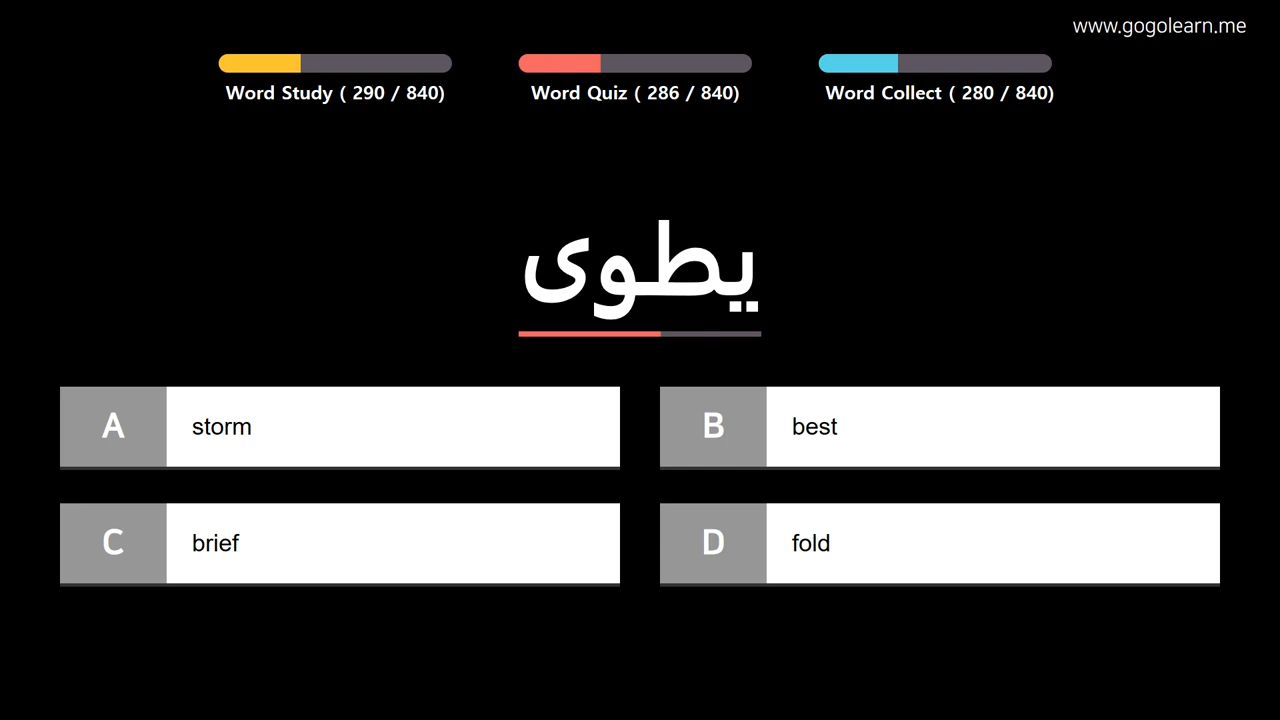 www.gogolearn.me
Word Study ( 290 / 840)
Word Quiz ( 286 / 840)
Word Collect ( 280 / 840)
يطوى
A storm
B best
C brief
D fold